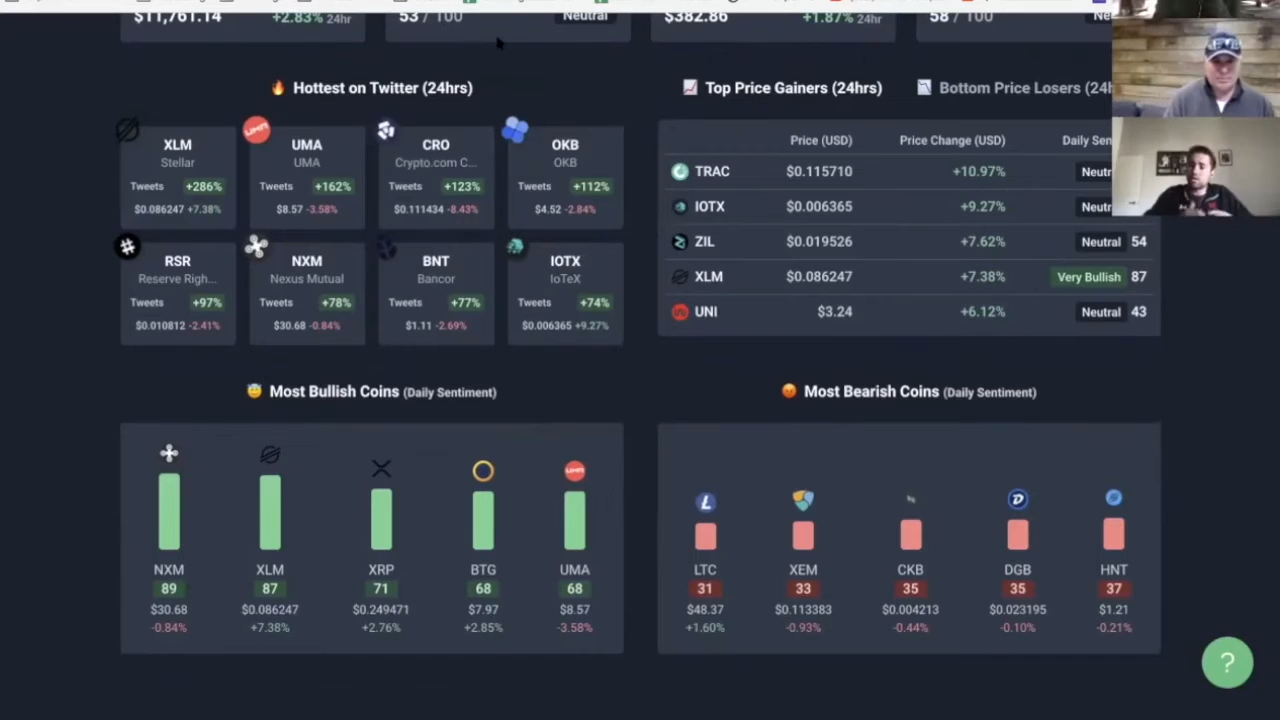 $11,761.14 +2.83% 24hr 53 / 100 Neutral $382.86 +1.87% 24hr 58 / 100
Hottest on Twitter (24hrs)
XLM
Stellar
Tweets +286%
$0.086247 +7.38%
UMA
UMA
Tweets +162%
$8.57 -3.58%
CRO
Crypto.com C...
Tweets +123%
$0.111434 -8.43%
OKB
OKB
Tweets +112%
$4.52 -2.84%
RSR
Reserve Righ...
Tweets +97%
$0.010812 -2.41%
NXM
Nexus Mutual
Tweets +78%
$30.68 -0.84%
BNT
Bancor
Tweets +77%
$1.11 -2.69%
IOTX
IoTeX
Tweets +74%
$0.006365 +9.27%
Top Price Gainers (24hrs) Bottom Price Losers (24h
Price (USD) Price Change (USD) Daily Sen
TRAC $0.115710 +10.97% Neutr
IOTX $0.006365 +9.27% Neutr
ZIL $0.019526 +7.62% Neutral 54
XLM $0.086247 +7.38% Very Bullish 87
UNI $3.24 +6.12% Neutral 43
Most Bullish Coins (Daily Sentiment)
NXM XLM XRP BTG UMA
89 87 71 68 68
$30.68 $0.086247 $0.249471 $7.97 $8.57
-0.84% +7.38% +2.76% +2.85% -3.58%
Most Bearish Coins (Daily Sentiment)
LTC XEM CKB DGB HNT
31 33 35 35 37
$48.37 $0.113383 $0.004213 $0.023195 $1.21
+1.60% -0.93% -0.44% -0.10% -0.21%
?